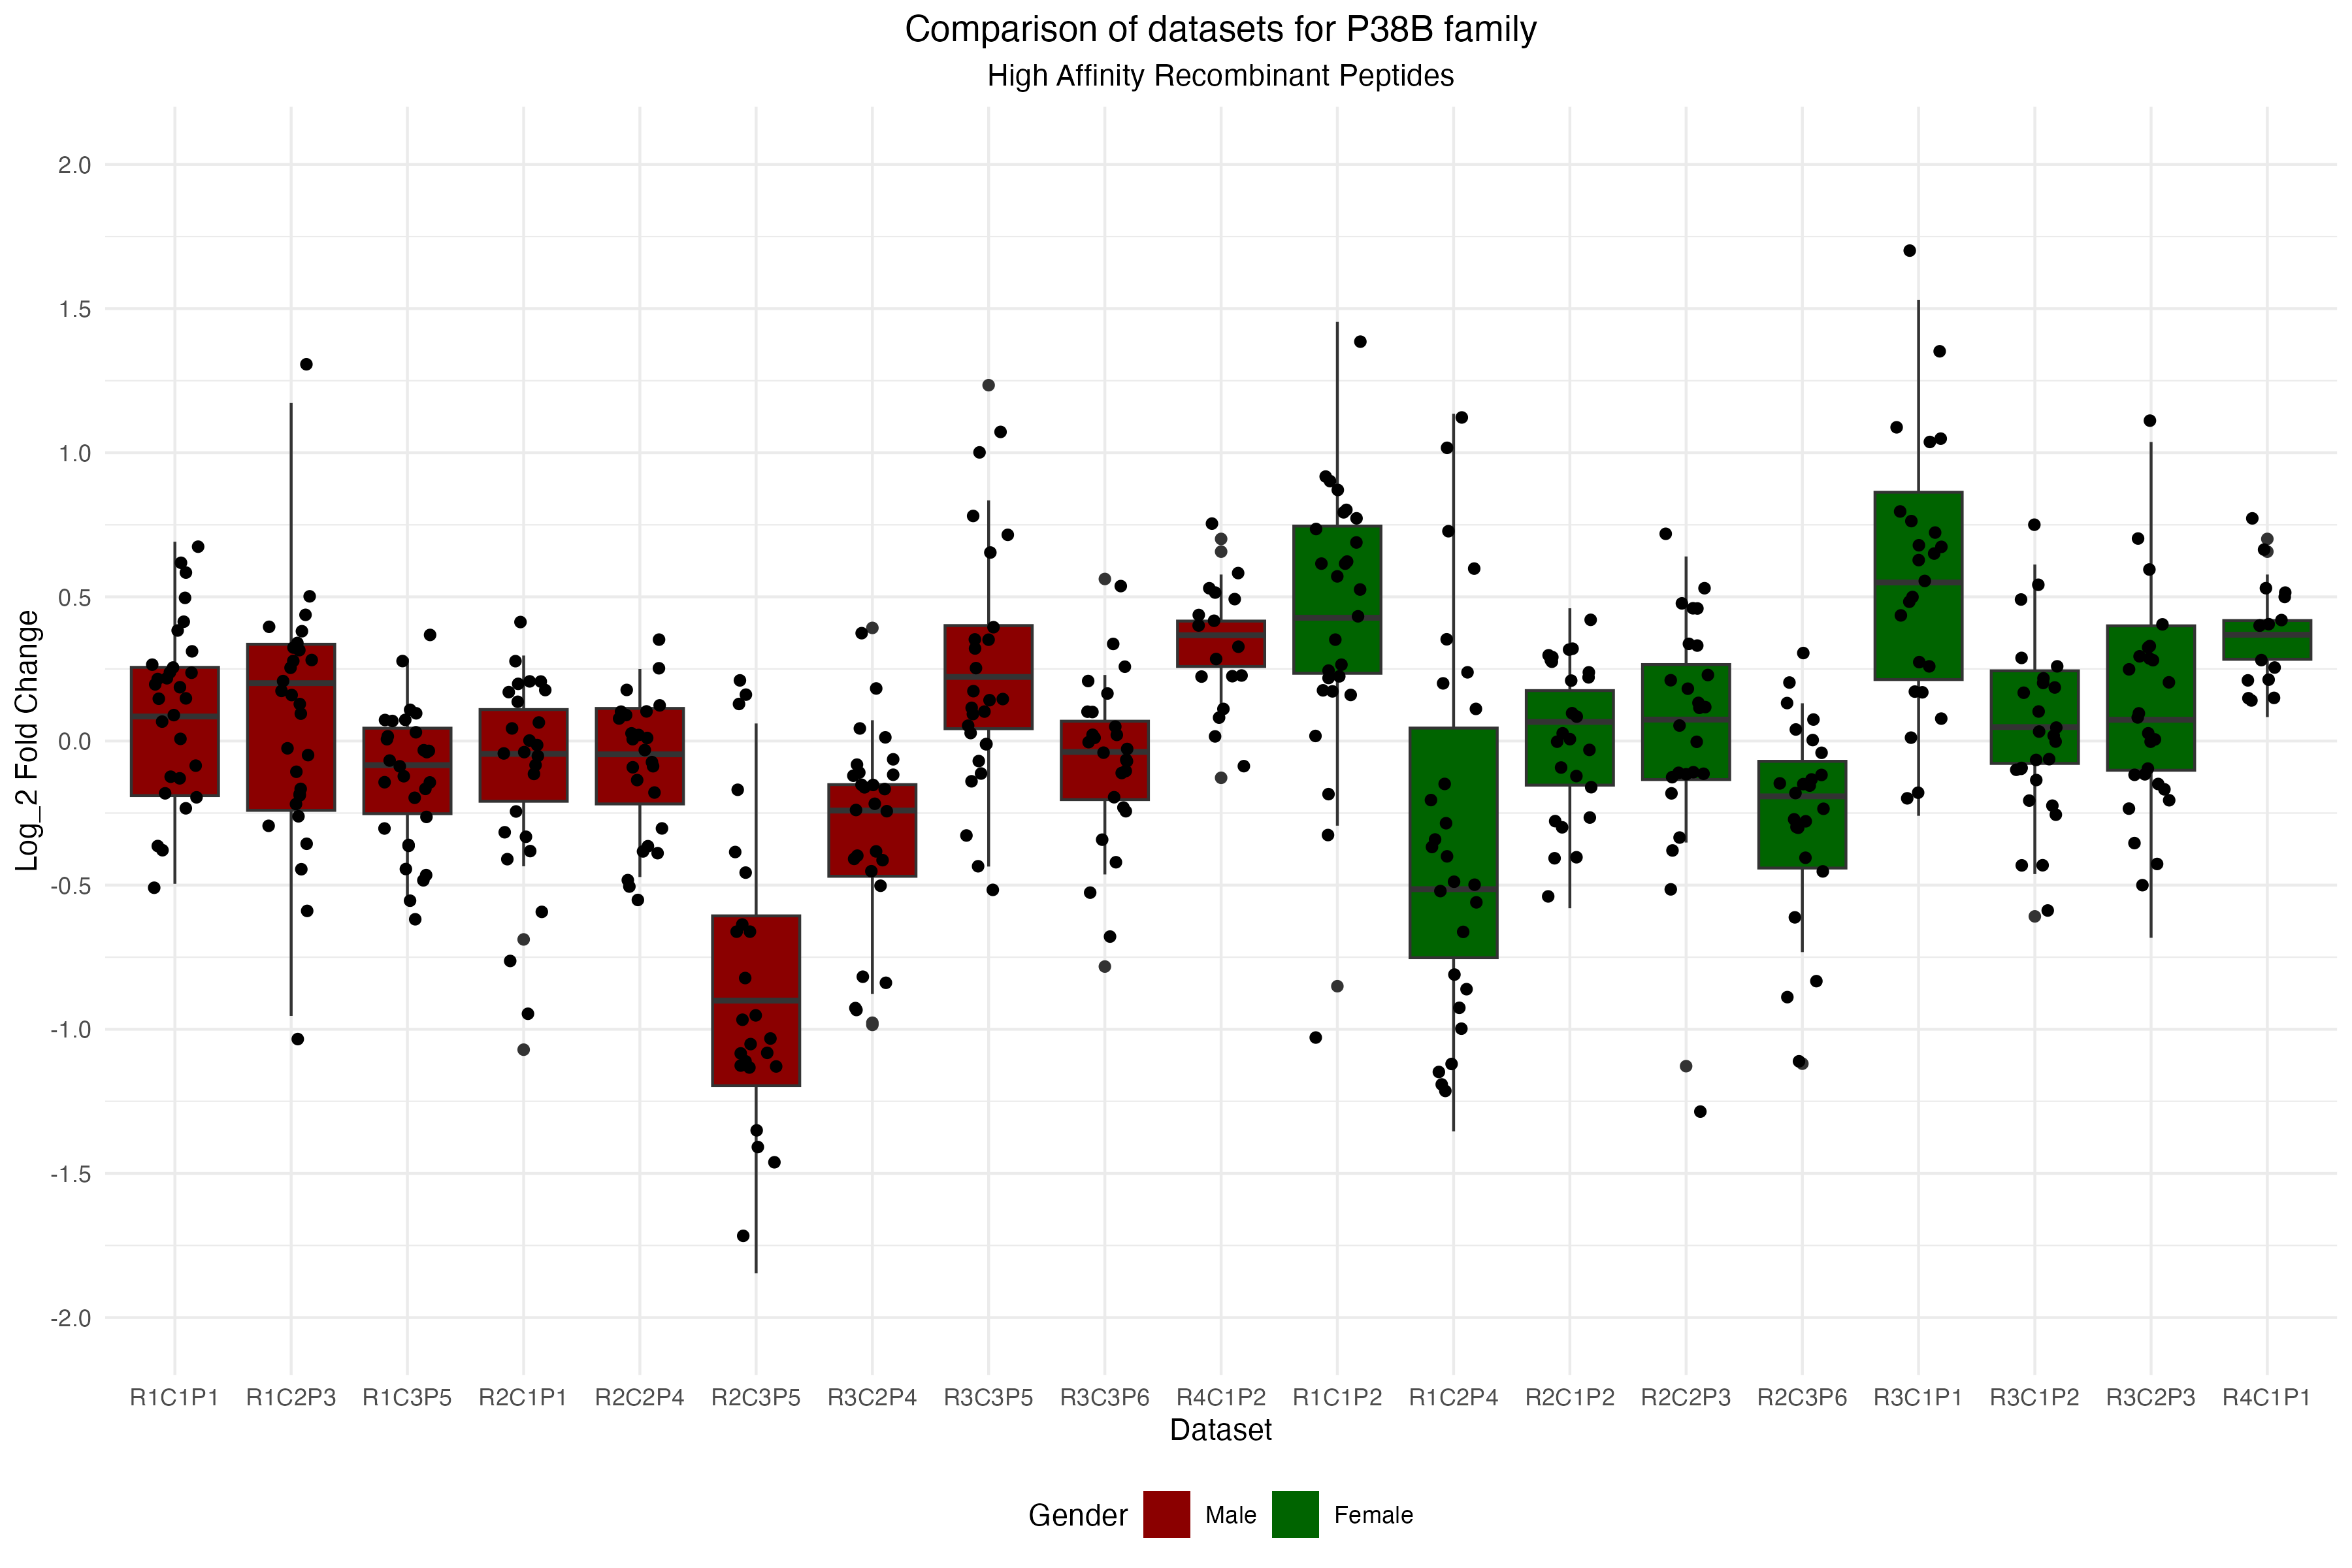 Comparison of datasets for P38B family
High Affinity Recombinant Peptides
Log_2 Fold Change
2.0
1.5
1.0
0.5
0.0
-0.5
-1.0
-1.5
-2.0
R1C1P1 R1C2P3 R1C3P5 R2C1P1 R2C2P4 R2C3P5 R3C2P4 R3C3P5 R3C3P6 R4C1P2 R1C1P2 R1C2P4 R2C1P2 R2C2P3 R2C3P6 R3C1P1 R3C1P2 R3C2P3 R4C1P1
Dataset
Gender Male Female